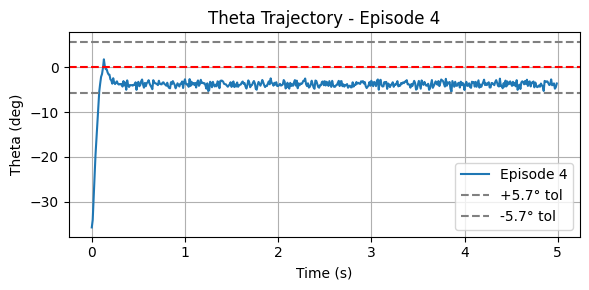 Theta Trajectory - Episode 4
Theta (deg)
0
−10
−20
−30
Episode 4
+5.7° tol
-5.7° tol
0
1
2
3
4
5
Time (s)